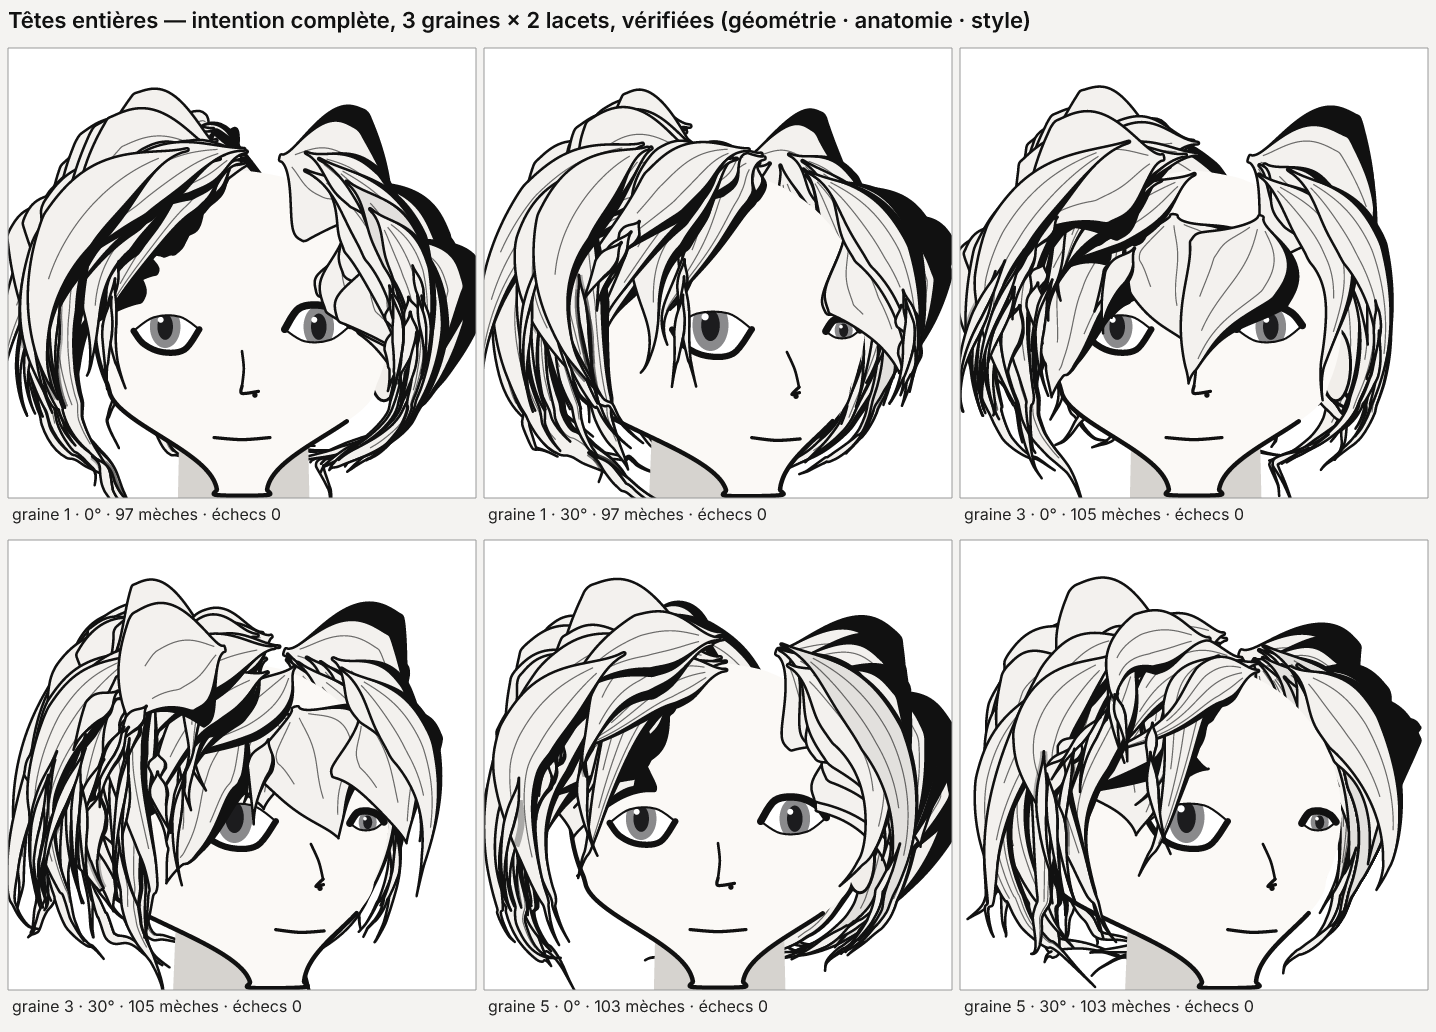 Têtes entières — intention complète, 3 graines × 2 lacets, vérifiées (géométrie · anatomie · style)
graine 1 · 0° · 97 mèches · échecs 0
graine 1 · 30° · 97 mèches · échecs 0
graine 3 · 0° · 105 mèches · échecs 0
graine 3 · 30° · 105 mèches · échecs 0
graine 5 · 0° · 103 mèches · échecs 0
graine 5 · 30° · 103 mèches · échecs 0